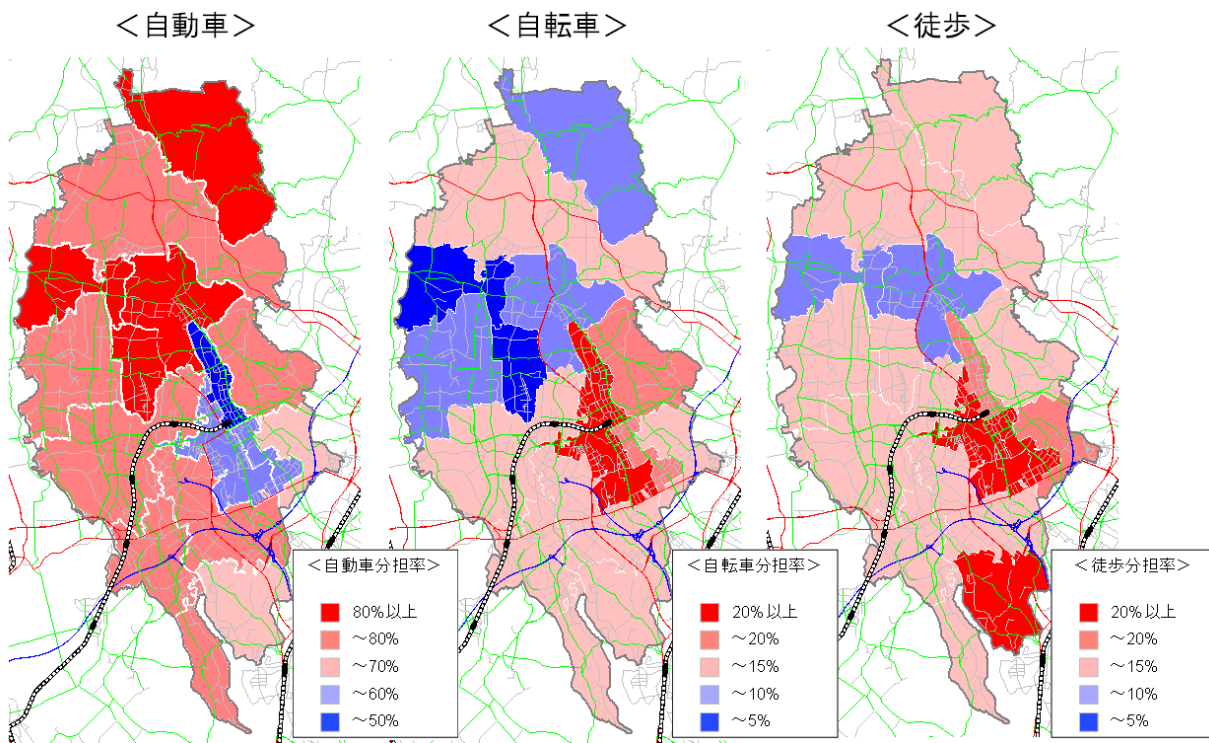 ＜自動車＞
＜自転車＞
＜徒歩＞
＜自動車分担率＞
80%以上
～80%
～70%
～60%
～50%
＜自転車分担率＞
20%以上
～20%
～15%
～10%
～5%
＜徒歩分担率＞
20%以上
～20%
～15%
～10%
～5%